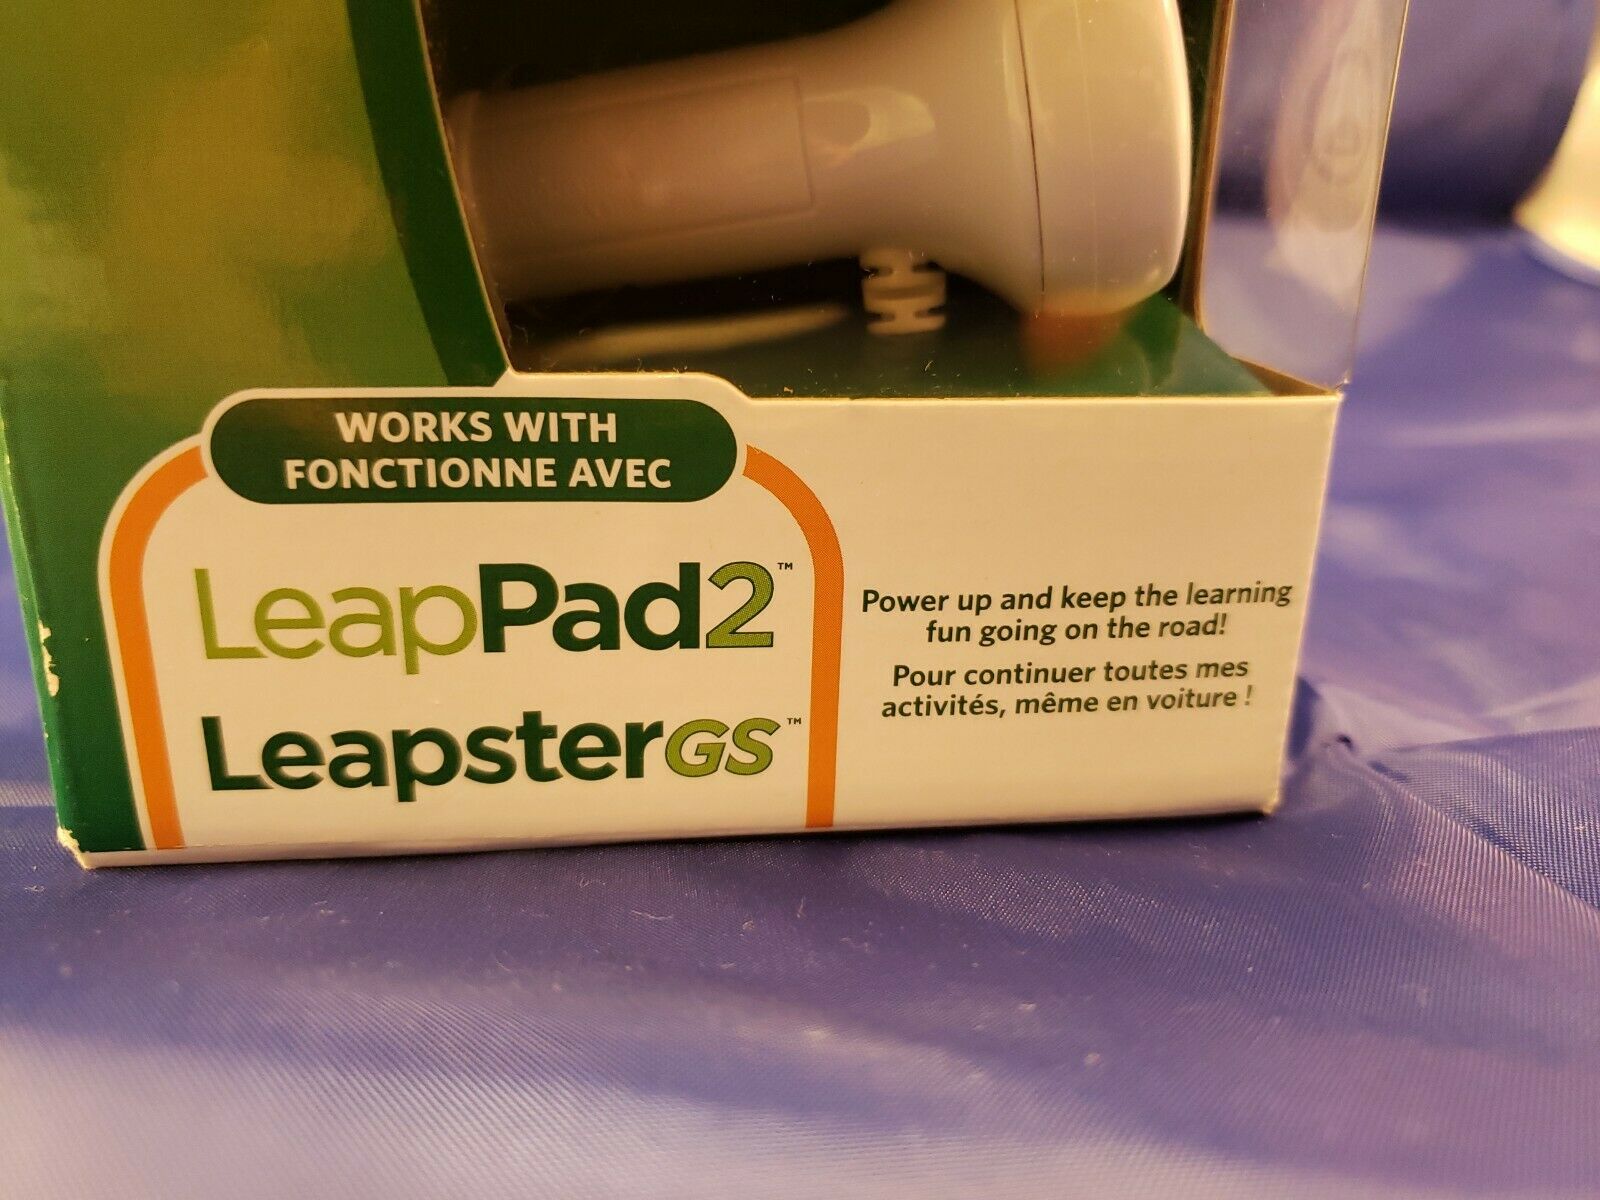 WORKS WITH
FONCTIONNE AVEC
LeapPad2™
LeapsterGS™
Power up and keep the learning
fun going on the road!
Pour continuer toutes mes
activités, même en voiture !